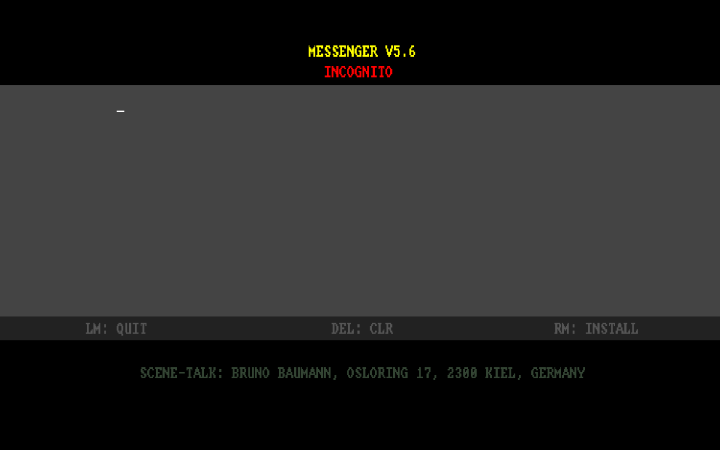 MESSENGER V5.6
INCOGNITO
LM: QUIT DEL: CLR RM: INSTALL
SCENE-TALK: BRUNO BAUMANN, OSLORING 17, 2300 KIEL, GERMANY